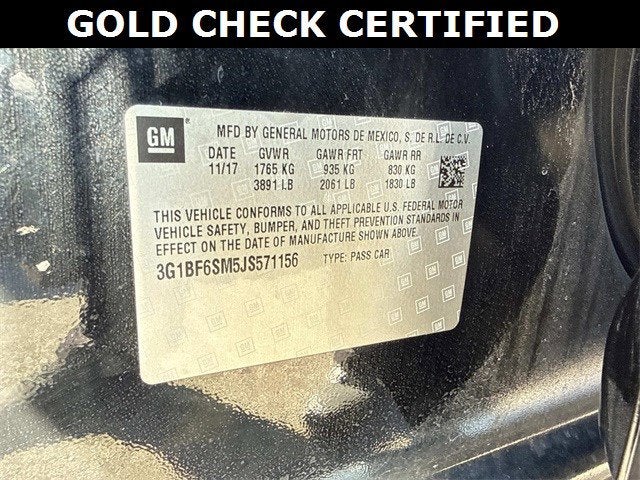 GOLD CHECK CERTIFIED
GM MFD BY GENERAL MOTORS DE MEXICO, S. DE R.L. DE C.V.
DATE GVWR GAWR FRT GAWR RR
11/17 1765 KG 935 KG 830 KG
3891 LB 2061 LB 1830 LB
THIS VEHICLE CONFORMS TO ALL APPLICABLE U.S. FEDERAL MOTOR
VEHICLE SAFETY, BUMPER, AND THEFT PREVENTION STANDARDS IN
EFFECT ON THE DATE OF MANUFACTURE SHOWN ABOVE.
3G1BF6SM5JS571156 TYPE: PASS CAR